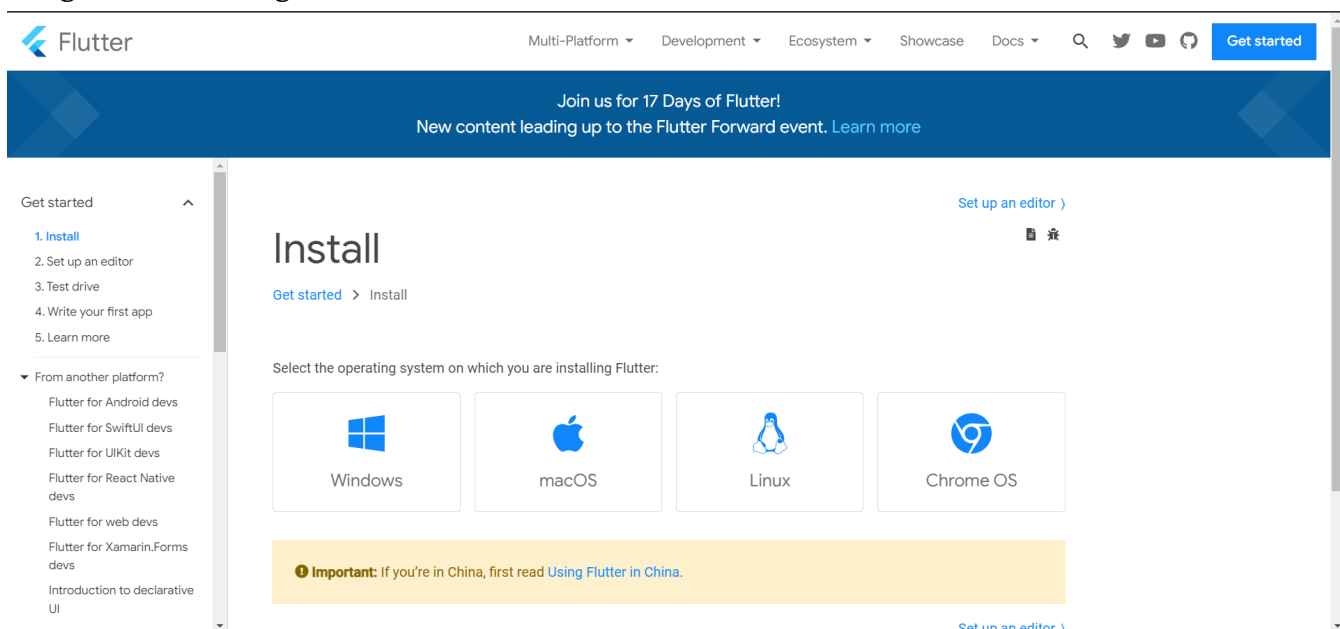 Flutter
Multi-Platform
Development
Ecosystem
Showcase
Docs
Get started
Join us for 17 Days of Flutter!
New content leading up to the Flutter Forward event. Learn more
Get started
1. Install
2. Set up an editor
3. Test drive
4. Write your first app
5. Learn more
From another platform?
Flutter for Android devs
Flutter for SwiftUI devs
Flutter for UIKit devs
Flutter for React Native
devs
Flutter for web devs
Flutter for Xamarin.Forms
devs
Introduction to declarative
UI
Set up an editor
Install
Get started > Install
Select the operating system on which you are installing Flutter:
Windows
macOS
Linux
Chrome OS
Important: If you're in China, first read Using Flutter in China.
Set up an editor